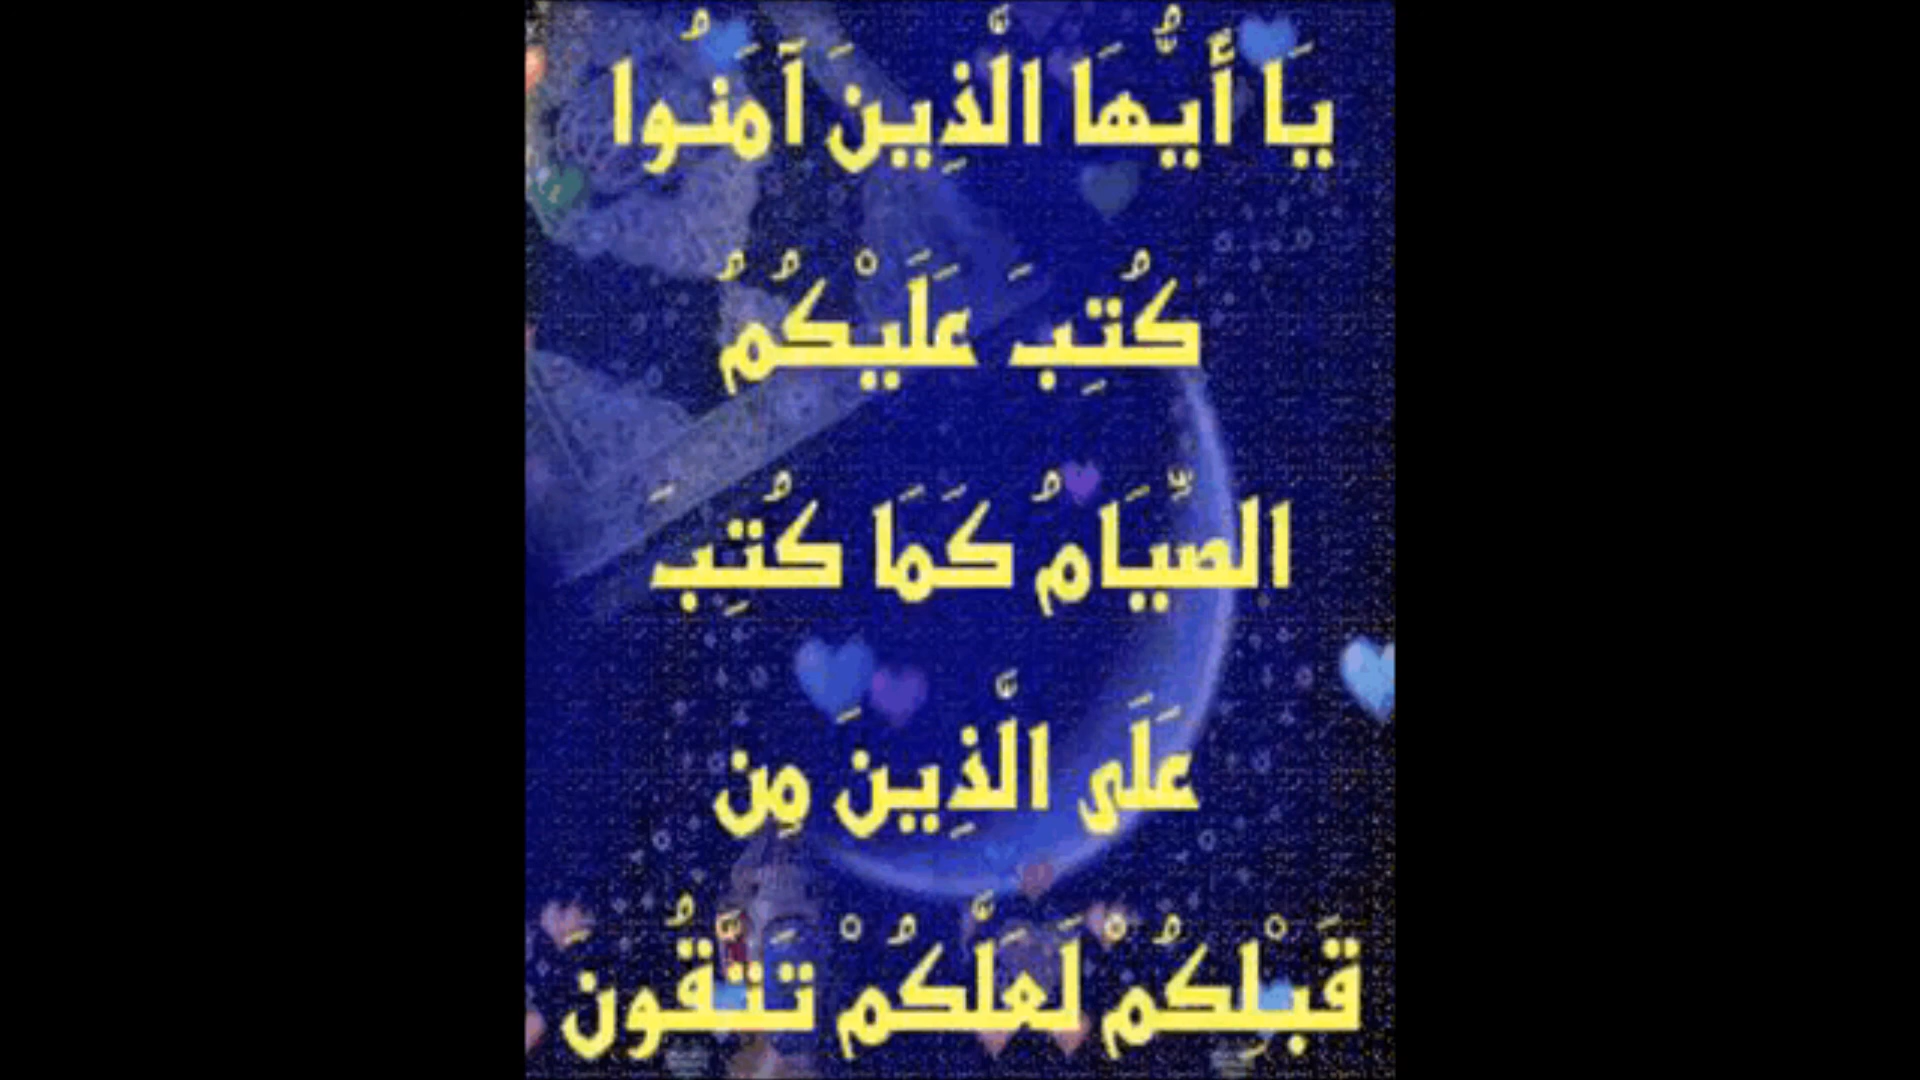 يَا أَيُّهَا الَّذِينَ آمَنُوا
كُتِبَ عَلَيْكُمُ
الصِّيَامُ كَمَا كُتِبَ
عَلَى الَّذِينَ مِن
قَبْلِكُمْ لَعَلَّكُمْ تَتَّقُونَ